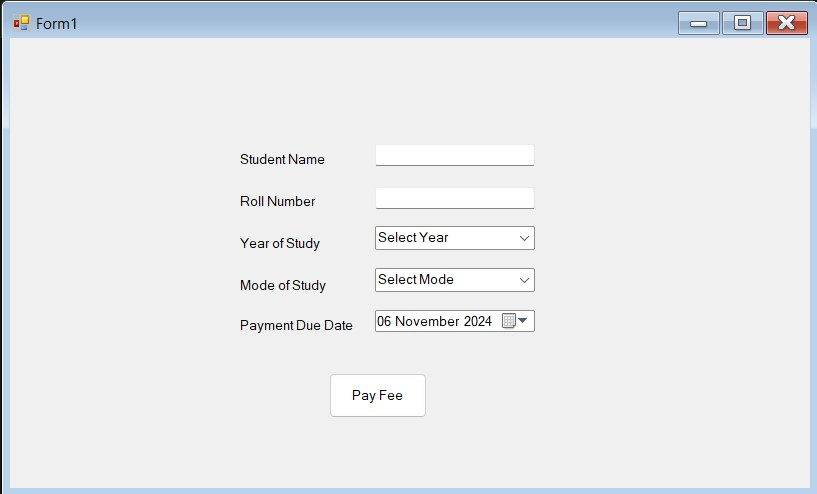 Form1
Student Name
Roll Number
Year of Study Select Year
Mode of Study Select Mode
Payment Due Date 06 November 2024
Pay Fee